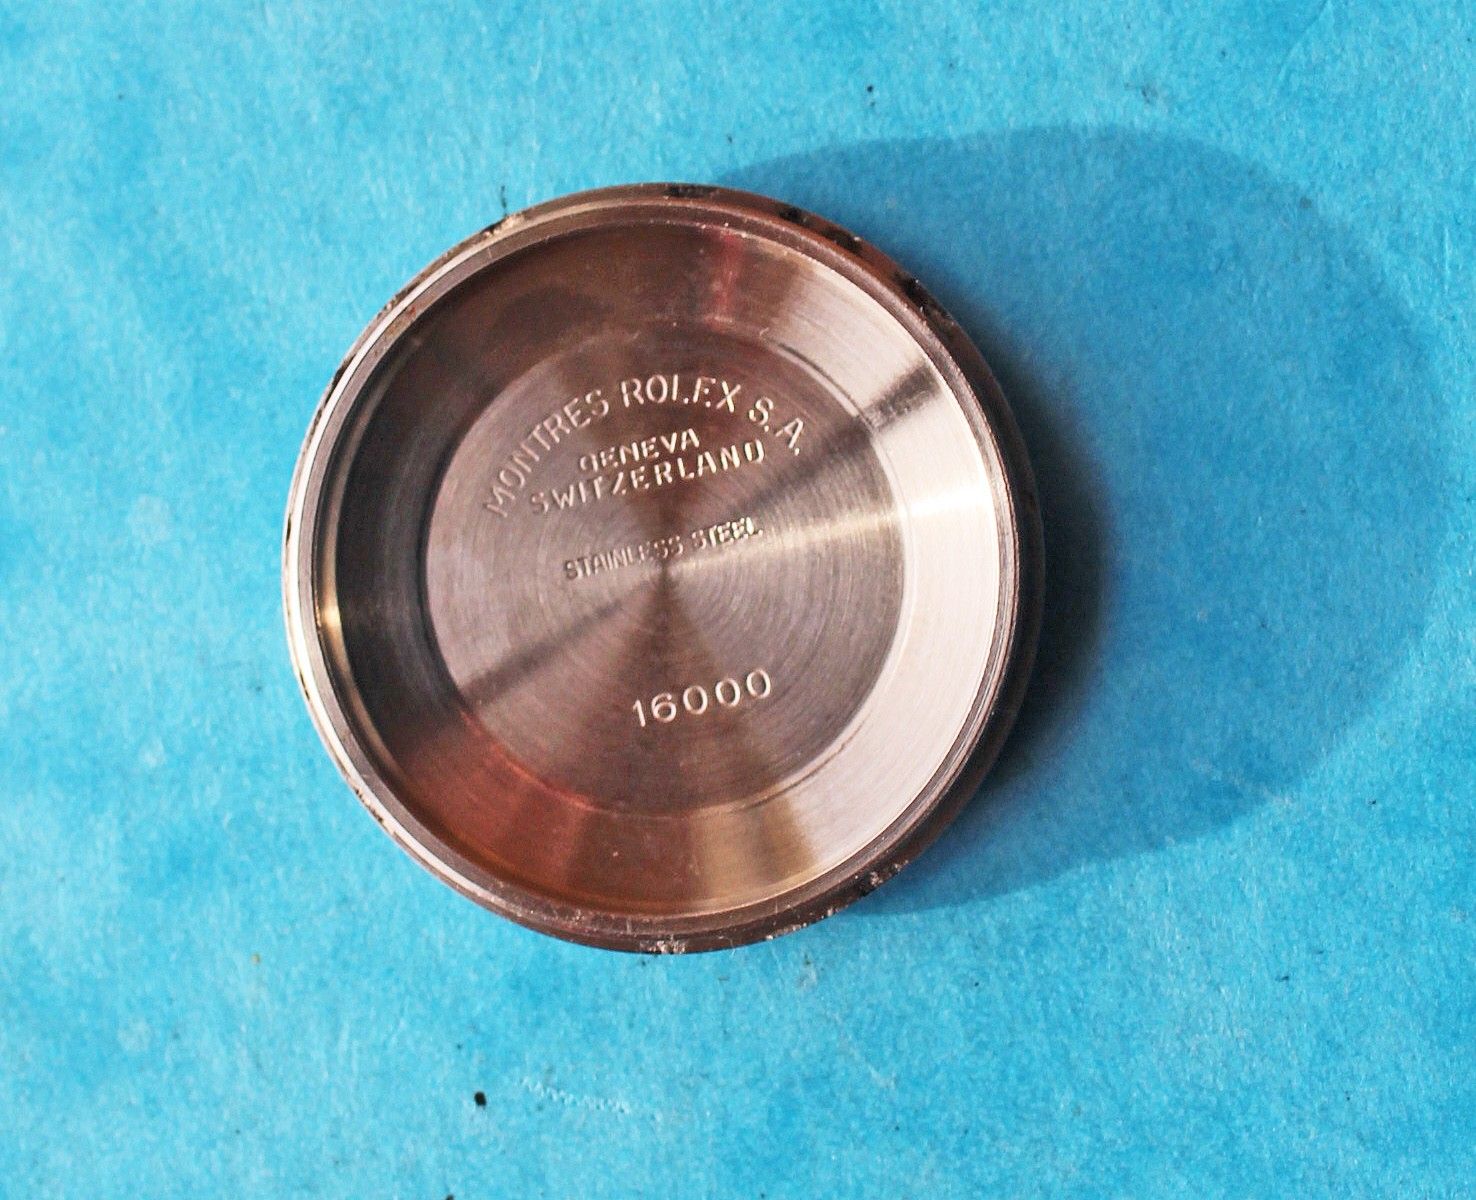 MONTRES ROLEX S.A.
GENEVA
SWITZERLAND
STAINLESS STEEL
16000